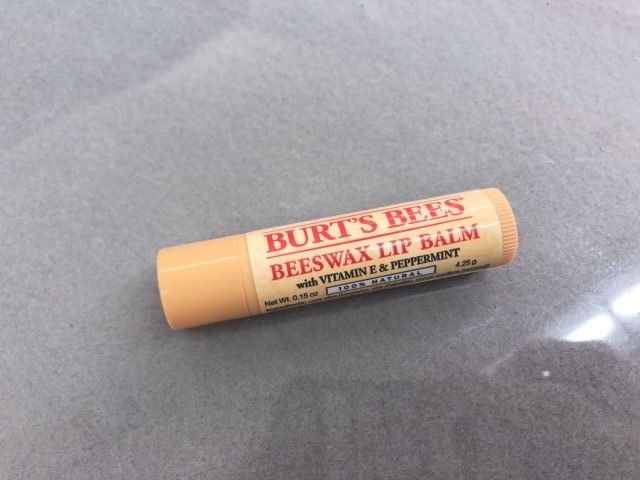 BURT'S BEES
BEESWAX LIP BALM
with VITAMIN E & PEPPERMINT
100% NATURAL
Net Wt. 0.15 oz 4.25 g